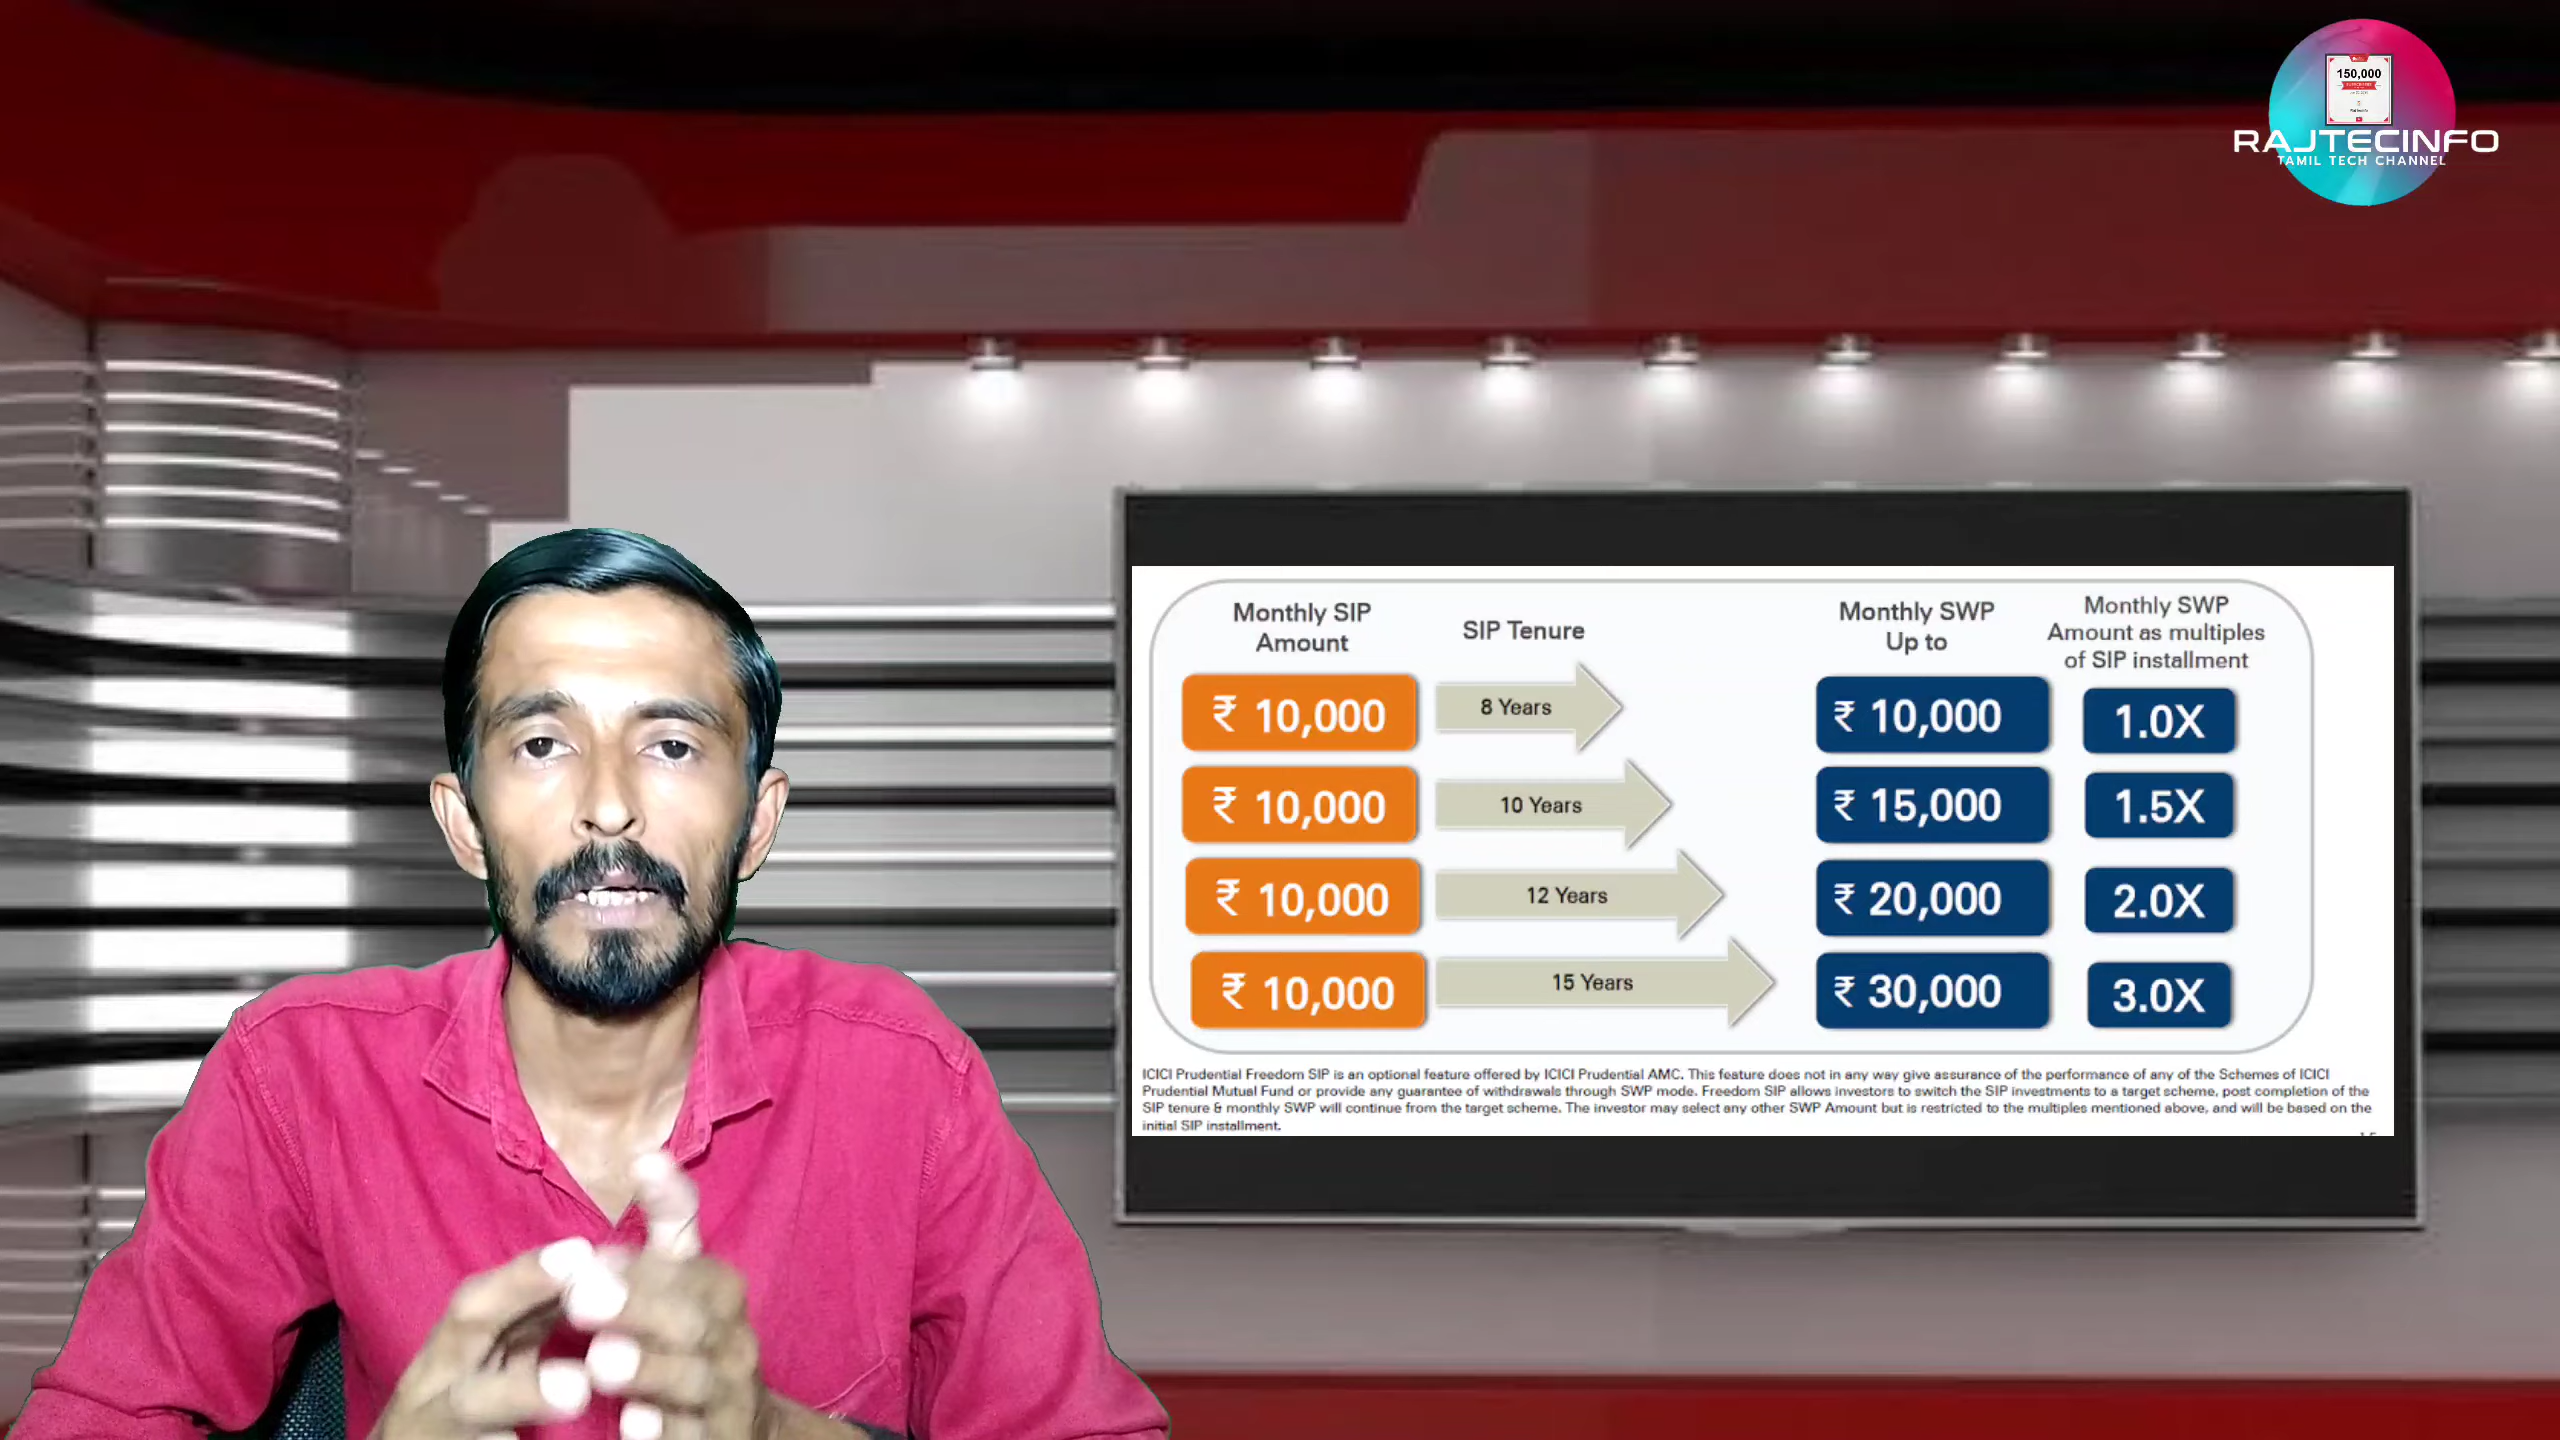 150,000
RAJTECINFO
TAMIL TECH CHANNEL
Monthly SIP
Amount
SIP Tenure
Monthly SWP
Up to
Monthly SWP
Amount as multiples
of SIP installment
₹ 10,000
8 Years
₹ 10,000
1.0X
₹ 10,000
10 Years
₹ 15,000
1.5X
₹ 10,000
12 Years
₹ 20,000
2.0X
₹ 10,000
15 Years
₹ 30,000
3.0X
ICICI Prudential Freedom SIP is an optional feature offered by ICICI Prudential AMC. This feature does not in any way give assurance of the performance of any of the Schemes of ICICI
Prudential Mutual Fund or provide any guarantee of withdrawals through SWP mode. Freedom SIP allows investors to switch the SIP investments to a target scheme, post completion of the
SIP tenure & monthly SWP will continue from the target scheme. The investor may select any other SWP Amount but is restricted to the multiples mentioned above, and will be based on the
initial SIP installment.